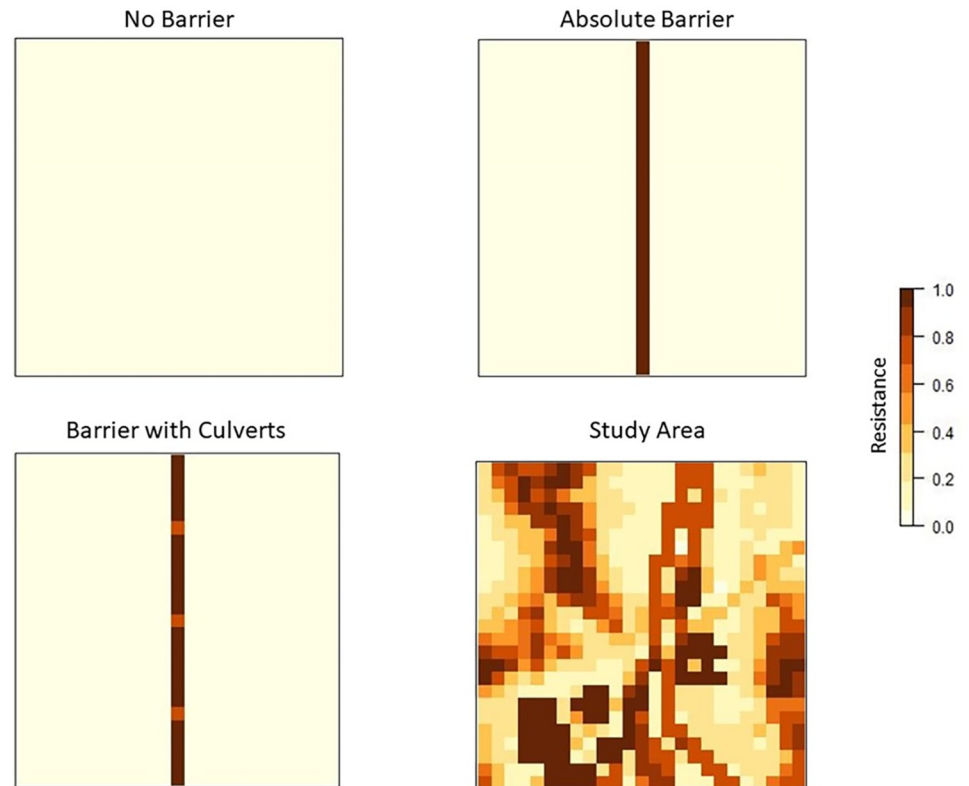 No Barrier
Absolute Barrier
Barrier with Culverts
Study Area
Resistance
1.0
0.8
0.6
0.4
0.2
0.0